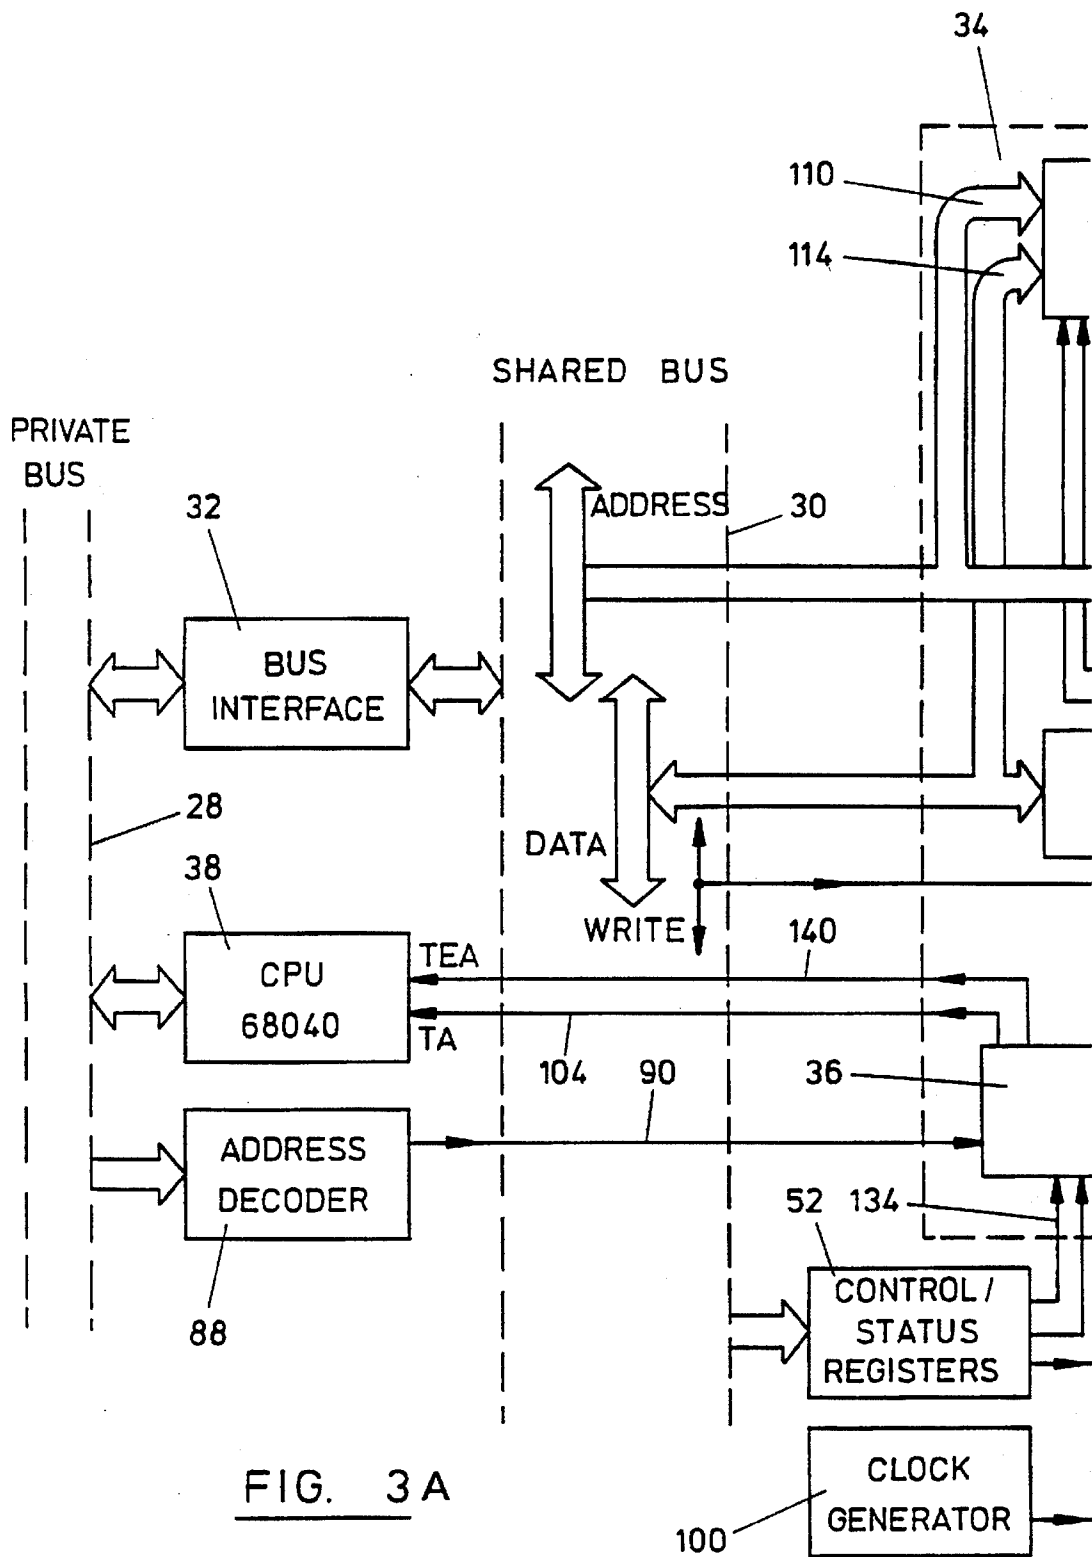 34
110
114
SHARED BUS
PRIVATE
BUS
32
ADDRESS
30
BUS
INTERFACE
28
DATA
38
WRITE
140
TEA
CPU
68040
TA
104
90
36
ADDRESS
DECODER
52
134
CONTROL /
STATUS
REGISTERS
88
CLOCK
GENERATOR
FIG. 3A
100